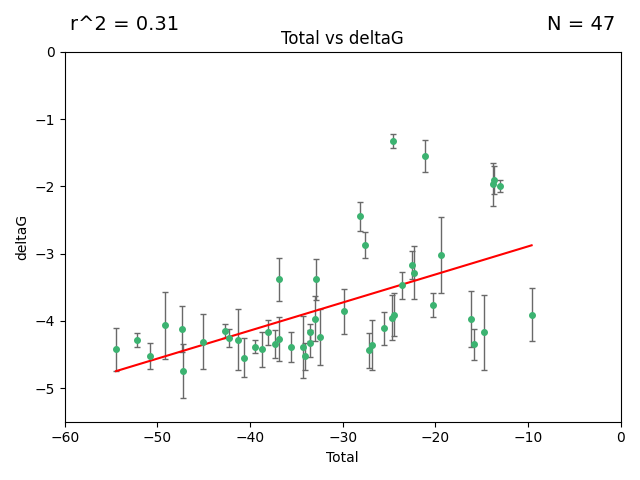 r^2 = 0.31
N = 47
Total vs deltaG
0
−1
−2
−3
−4
−5
deltaG
−60
−50
−40
−30
−20
−10
0
Total